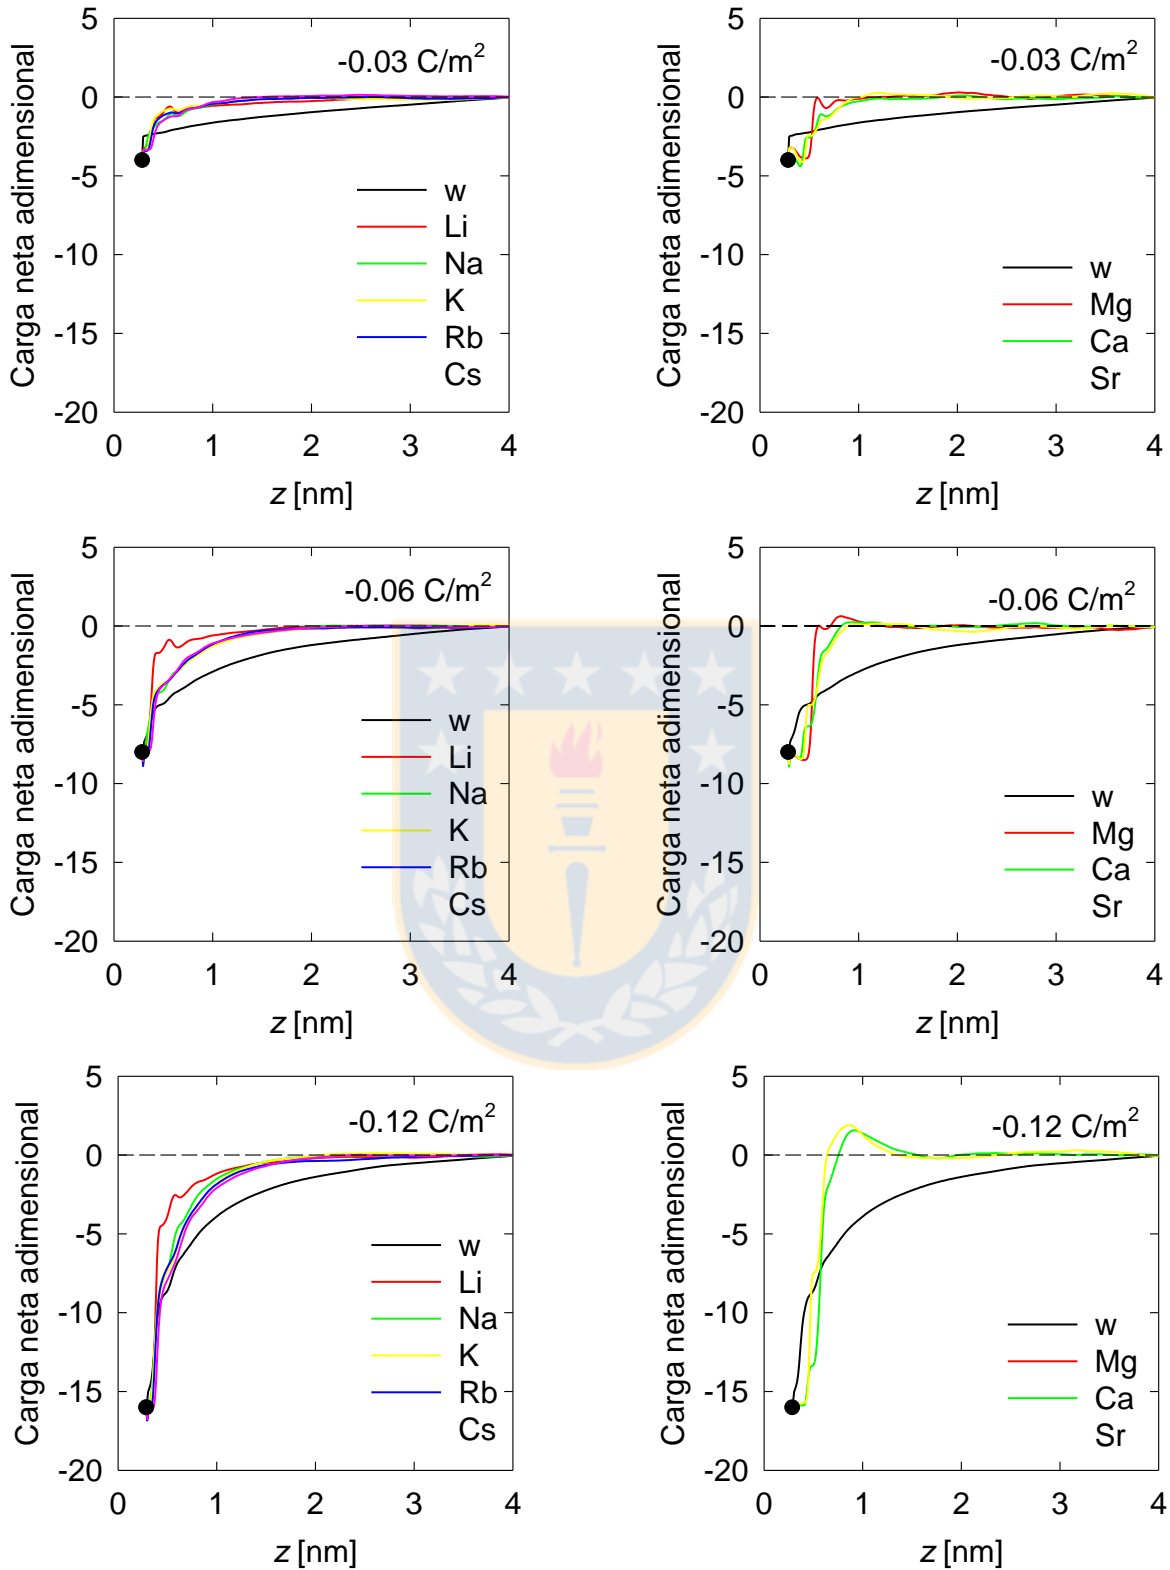 Carga neta adimensional
5
0
-5
-10
-15
-20
-0.03 C/m²
w
Li
Na
K
Rb
Cs
0 1 2 3 4
z [nm]
Carga neta adimensional
5
0
-5
-10
-15
-20
-0.03 C/m²
w
Mg
Ca
Sr
0 1 2 3 4
z [nm]
Carga neta adimensional
5
0
-5
-10
-15
-20
-0.06 C/m²
w
Li
Na
K
Rb
Cs
0 1 2 3 4
z [nm]
Carga neta adimensional
5
0
-5
-10
-15
-20
-0.06 C/m²
w
Mg
Ca
Sr
0 1 2 3 4
z [nm]
Carga neta adimensional
5
0
-5
-10
-15
-20
-0.12 C/m²
w
Li
Na
K
Rb
Cs
0 1 2 3 4
z [nm]
Carga neta adimensional
5
0
-5
-10
-15
-20
-0.12 C/m²
w
Mg
Ca
Sr
0 1 2 3 4
z [nm]